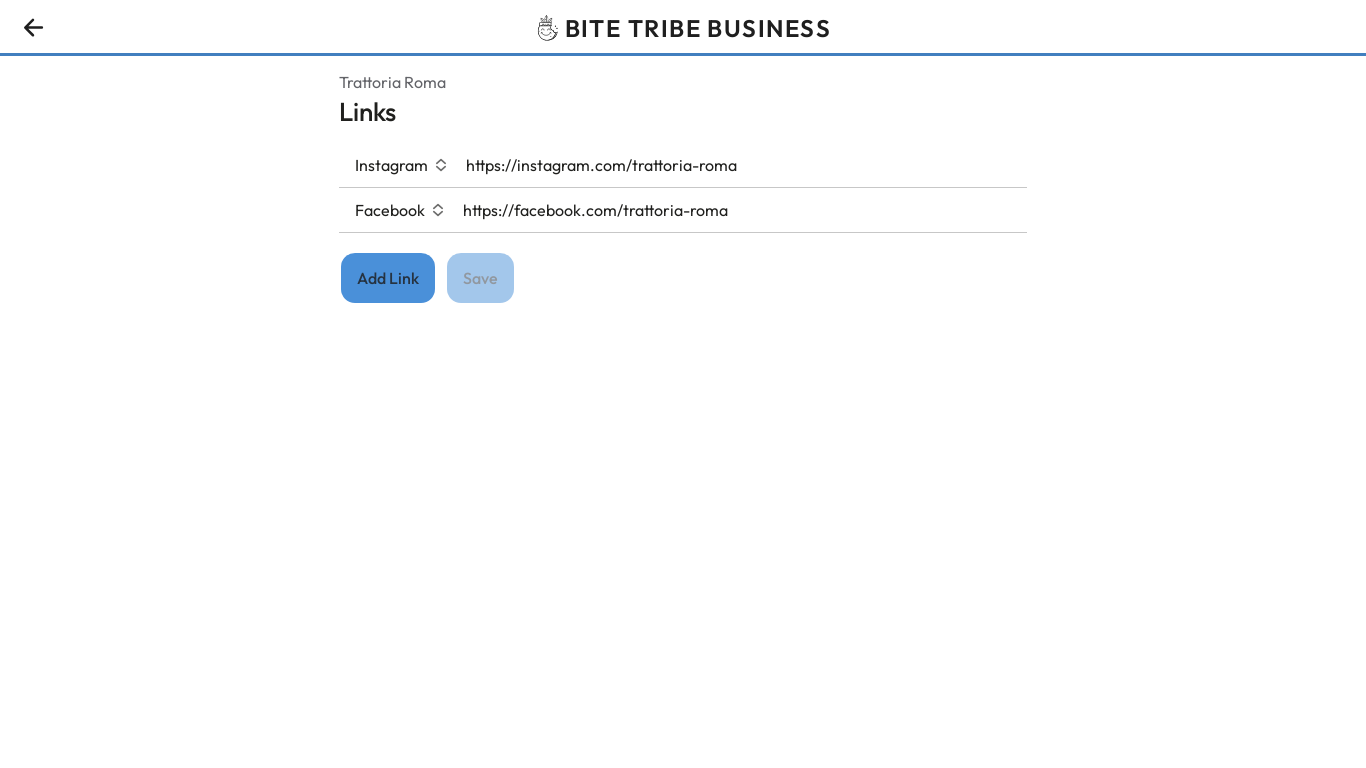 BITE TRIBE BUSINESS
Trattoria Roma
Links
Instagram https://instagram.com/trattoria-roma
Facebook https://facebook.com/trattoria-roma
Add Link Save